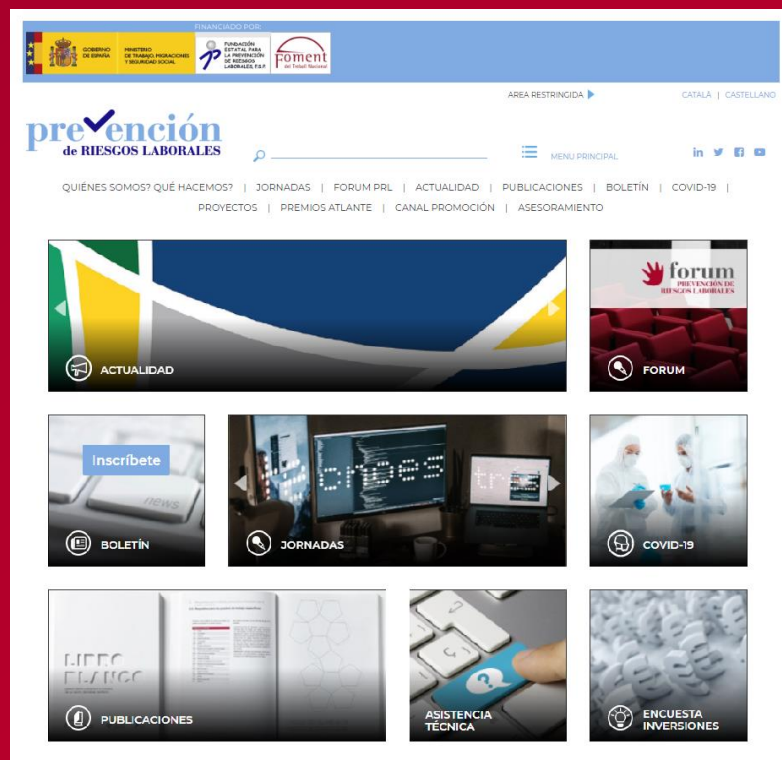 FINANCIADO POR:
GOBIERNO DE ESPAÑA
MINISTERIO DE TRABAJO, MIGRACIONES Y SEGURIDAD SOCIAL
FUNDACIÓN ESTATAL PARA LA PREVENCIÓN DE RIESGOS LABORALES, F.S.P.
Foment
del Treball Nacional
AREA RESTRINGIDA
CATALÀ | CASTELLANO
prevención
de RIESGOS LABORALES
MENU PRINCIPAL
QUIÉNES SOMOS? QUÉ HACEMOS? | JORNADAS | FORUM PRL | ACTUALIDAD | PUBLICACIONES | BOLETÍN | COVID-19 |
PROYECTOS | PREMIOS ATLANTE | CANAL PROMOCIÓN | ASESORAMIENTO
forum
PREVENCIÓN DE
RIESGOS LABORALES
ACTUALIDAD
FORUM
Inscríbete
news
BOLETÍN
JORNADAS
COVID-19
LIBRO
BLANCO
PUBLICACIONES
ASISTENCIA
TÉCNICA
ENCUESTA
INVERSIONES